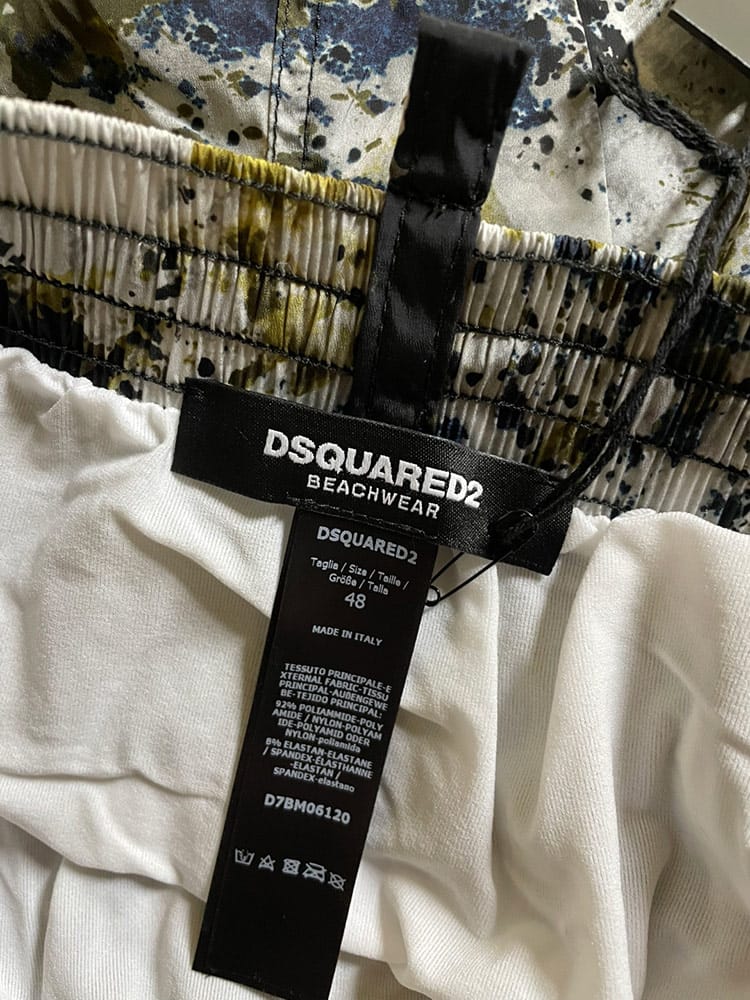 DSQUARED2
BEACHWEAR
DSQUARED2
Taglia / Size / Taille /
Größe / Talla
48
MADE IN ITALY
TESSUTO PRINCIPALE-E
XTERNAL FABRIC-TISSU
PRINCIPAL-AUßENGEWE
BE-TEJIDO PRINCIPAL:
92% POLIAMMIDE-POLY
AMIDE / NYLON-POLYAM
IDE-POLYAMID ODER
NYLON-poliamida
8% ELASTAN-ELASTANE
/ SPANDEX-ÉLASTHANNE
-ELASTAN /
SPANDEX-elastano
D7BM06120